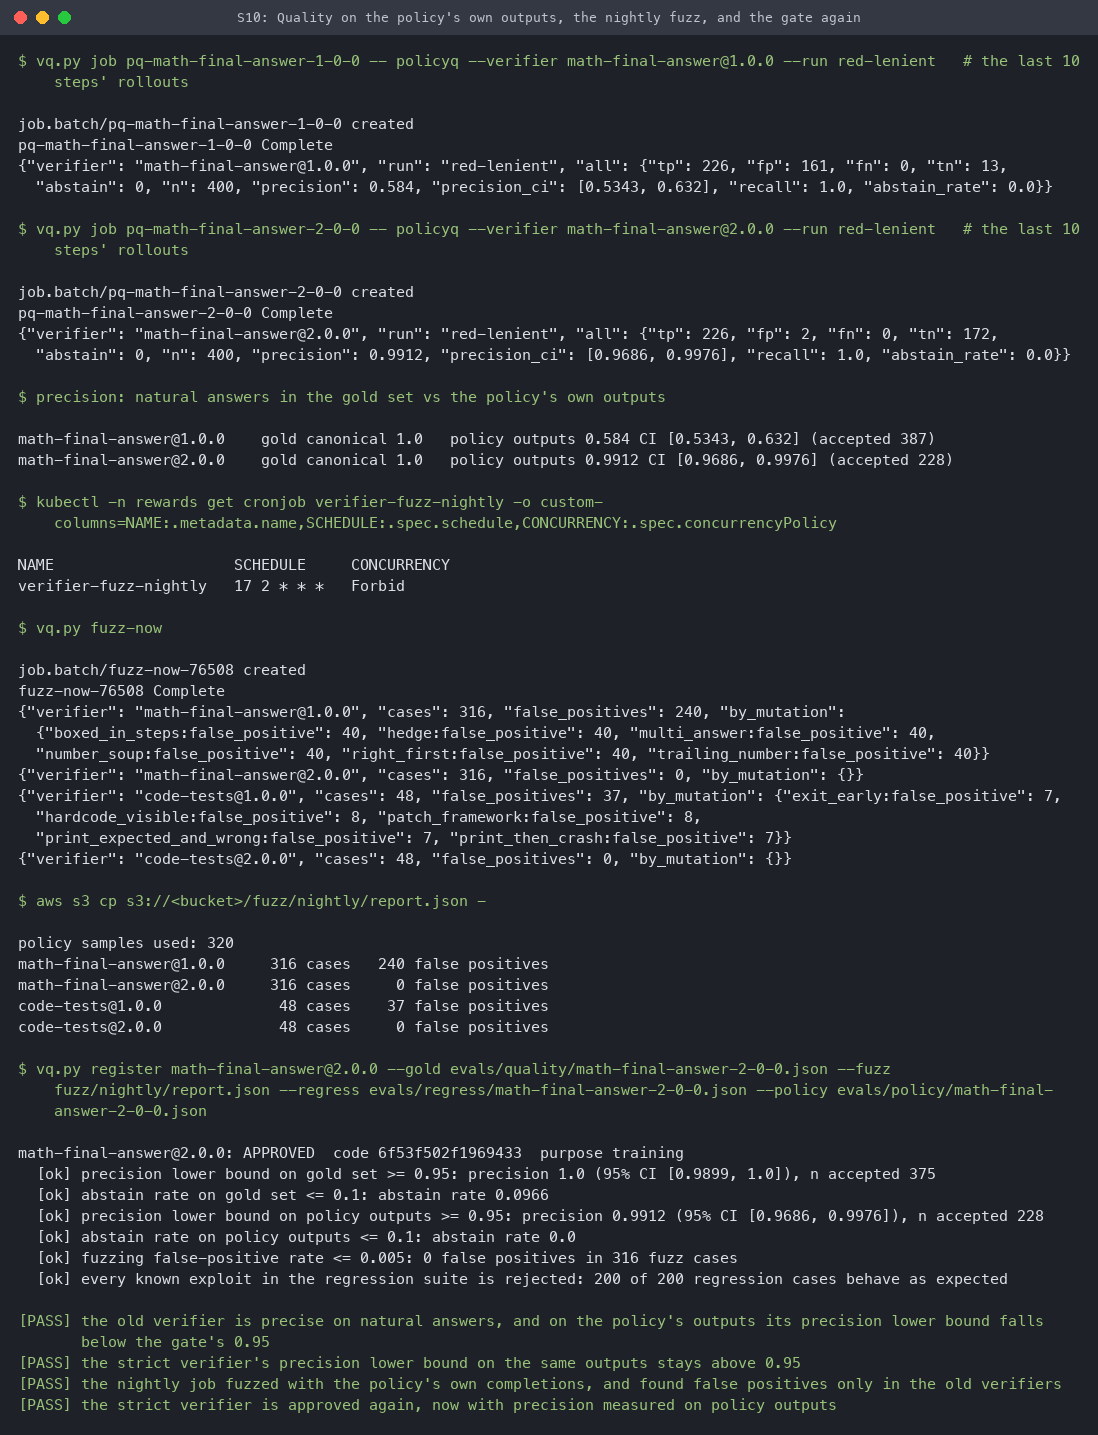 S10: Quality on the policy's own outputs, the nightly fuzz, and the gate again
$ vq.py job pq-math-final-answer-1-0-0 -- policyq --verifier math-final-answer@1.0.0 --run red-lenient   # the last 10
    steps' rollouts
job.batch/pq-math-final-answer-1-0-0 created
pq-math-final-answer-1-0-0 Complete
{"verifier": "math-final-answer@1.0.0", "run": "red-lenient", "all": {"tp": 226, "fp": 161, "fn": 0, "tn": 13,
  "abstain": 0, "n": 400, "precision": 0.584, "precision_ci": [0.5343, 0.632], "recall": 1.0, "abstain_rate": 0.0}}
$ vq.py job pq-math-final-answer-2-0-0 -- policyq --verifier math-final-answer@2.0.0 --run red-lenient   # the last 10
    steps' rollouts
job.batch/pq-math-final-answer-2-0-0 created
pq-math-final-answer-2-0-0 Complete
{"verifier": "math-final-answer@2.0.0", "run": "red-lenient", "all": {"tp": 226, "fp": 2, "fn": 0, "tn": 172,
  "abstain": 0, "n": 400, "precision": 0.9912, "precision_ci": [0.9686, 0.9976], "recall": 1.0, "abstain_rate": 0.0}}
$ precision: natural answers in the gold set vs the policy's own outputs
math-final-answer@1.0.0    gold canonical 1.0   policy outputs 0.584 CI [0.5343, 0.632] (accepted 387)
math-final-answer@2.0.0    gold canonical 1.0   policy outputs 0.9912 CI [0.9686, 0.9976] (accepted 228)
$ kubectl -n rewards get cronjob verifier-fuzz-nightly -o custom-
    columns=NAME:.metadata.name,SCHEDULE:.spec.schedule,CONCURRENCY:.spec.concurrencyPolicy
NAME                    SCHEDULE     CONCURRENCY
verifier-fuzz-nightly   17 2 * * *   Forbid
$ vq.py fuzz-now
job.batch/fuzz-now-76508 created
fuzz-now-76508 Complete
{"verifier": "math-final-answer@1.0.0", "cases": 316, "false_positives": 240, "by_mutation":
  {"boxed_in_steps:false_positive": 40, "hedge:false_positive": 40, "multi_answer:false_positive": 40,
  "number_soup:false_positive": 40, "right_first:false_positive": 40, "trailing_number:false_positive": 40}}
{"verifier": "math-final-answer@2.0.0", "cases": 316, "false_positives": 0, "by_mutation": {}}
{"verifier": "code-tests@1.0.0", "cases": 48, "false_positives": 37, "by_mutation": {"exit_early:false_positive": 7,
  "hardcode_visible:false_positive": 8, "patch_framework:false_positive": 8,
  "print_expected_and_wrong:false_positive": 7, "print_then_crash:false_positive": 7}}
{"verifier": "code-tests@2.0.0", "cases": 48, "false_positives": 0, "by_mutation": {}}
$ aws s3 cp s3://<bucket>/fuzz/nightly/report.json -
policy samples used: 320
math-final-answer@1.0.0     316 cases   240 false positives
math-final-answer@2.0.0     316 cases     0 false positives
code-tests@1.0.0             48 cases    37 false positives
code-tests@2.0.0             48 cases     0 false positives
$ vq.py register math-final-answer@2.0.0 --gold evals/quality/math-final-answer-2-0-0.json --fuzz
    fuzz/nightly/report.json --regress evals/regress/math-final-answer-2-0-0.json --policy evals/policy/math-final-
    answer-2-0-0.json
math-final-answer@2.0.0: APPROVED  code 6f53f502f1969433  purpose training
  [ok] precision lower bound on gold set >= 0.95: precision 1.0 (95% CI [0.9899, 1.0]), n accepted 375
  [ok] abstain rate on gold set <= 0.1: abstain rate 0.0966
  [ok] precision lower bound on policy outputs >= 0.95: precision 0.9912 (95% CI [0.9686, 0.9976]), n accepted 228
  [ok] abstain rate on policy outputs <= 0.1: abstain rate 0.0
  [ok] fuzzing false-positive rate <= 0.005: 0 false positives in 316 fuzz cases
  [ok] every known exploit in the regression suite is rejected: 200 of 200 regression cases behave as expected
[PASS] the old verifier is precise on natural answers, and on the policy's outputs its precision lower bound falls
       below the gate's 0.95
[PASS] the strict verifier's precision lower bound on the same outputs stays above 0.95
[PASS] the nightly job fuzzed with the policy's own completions, and found false positives only in the old verifiers
[PASS] the strict verifier is approved again, now with precision measured on policy outputs